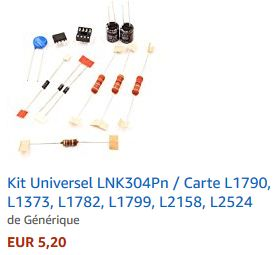 Kit Universel LNK304Pn / Carte L1790,
L1373, L1782, L1799, L2158, L2524
de Générique
EUR 5,20